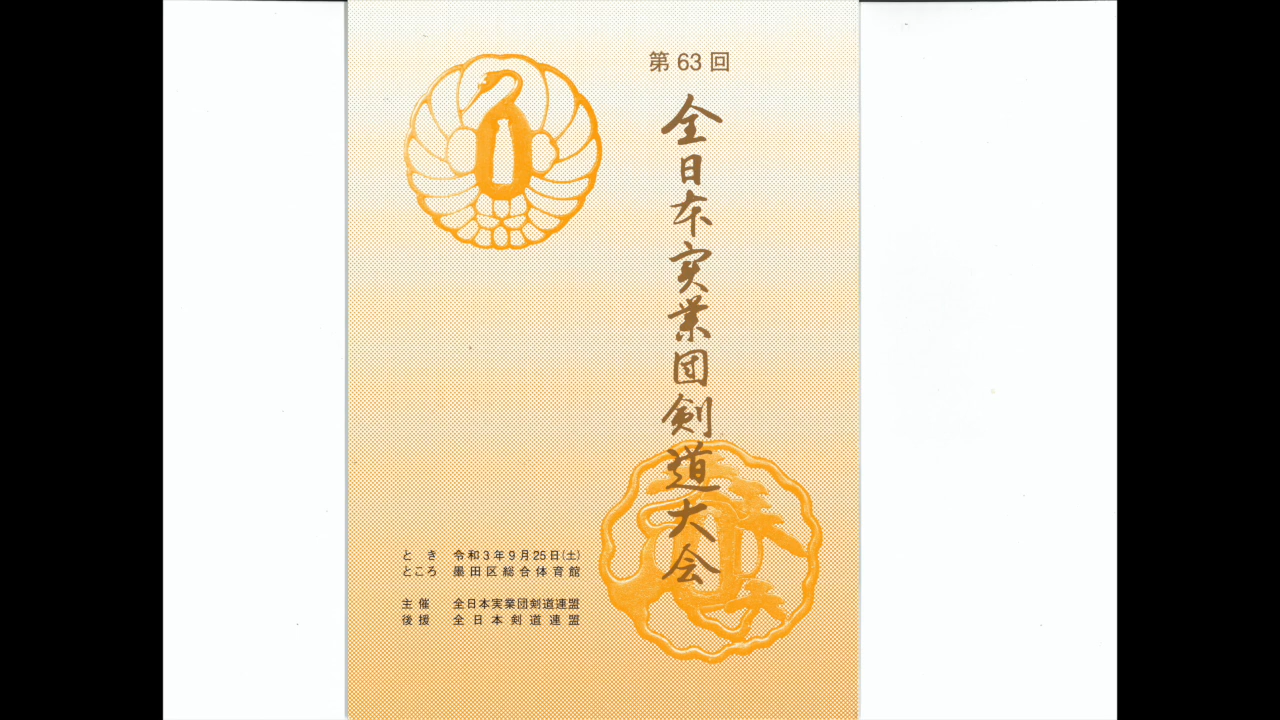 第63回
全日本実業団剣道大会
とき 令和3年9月25日(土)
ところ 墨田区総合体育館
主催 全日本実業団剣道連盟
後援 全日本剣道連盟